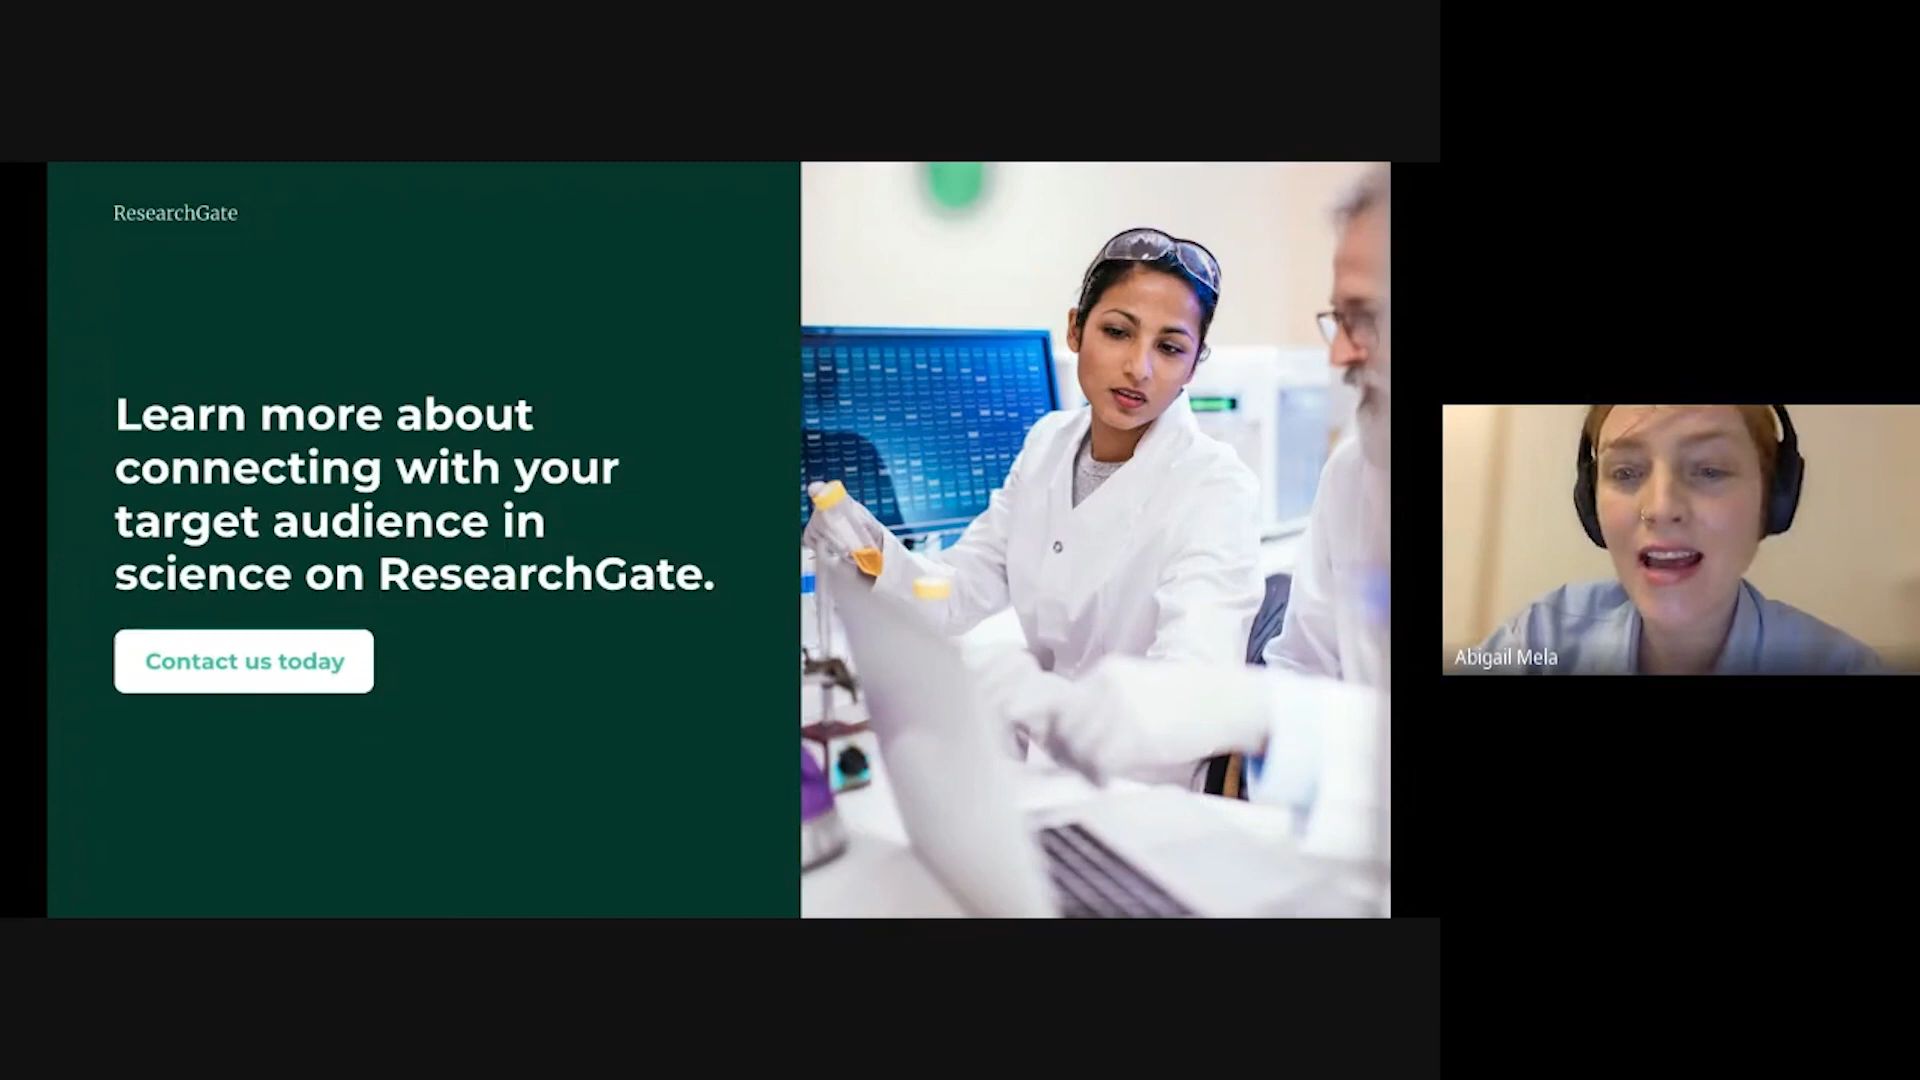 ResearchGate
Learn more about
connecting with your
target audience in
science on ResearchGate.
Contact us today
Abigail Mela